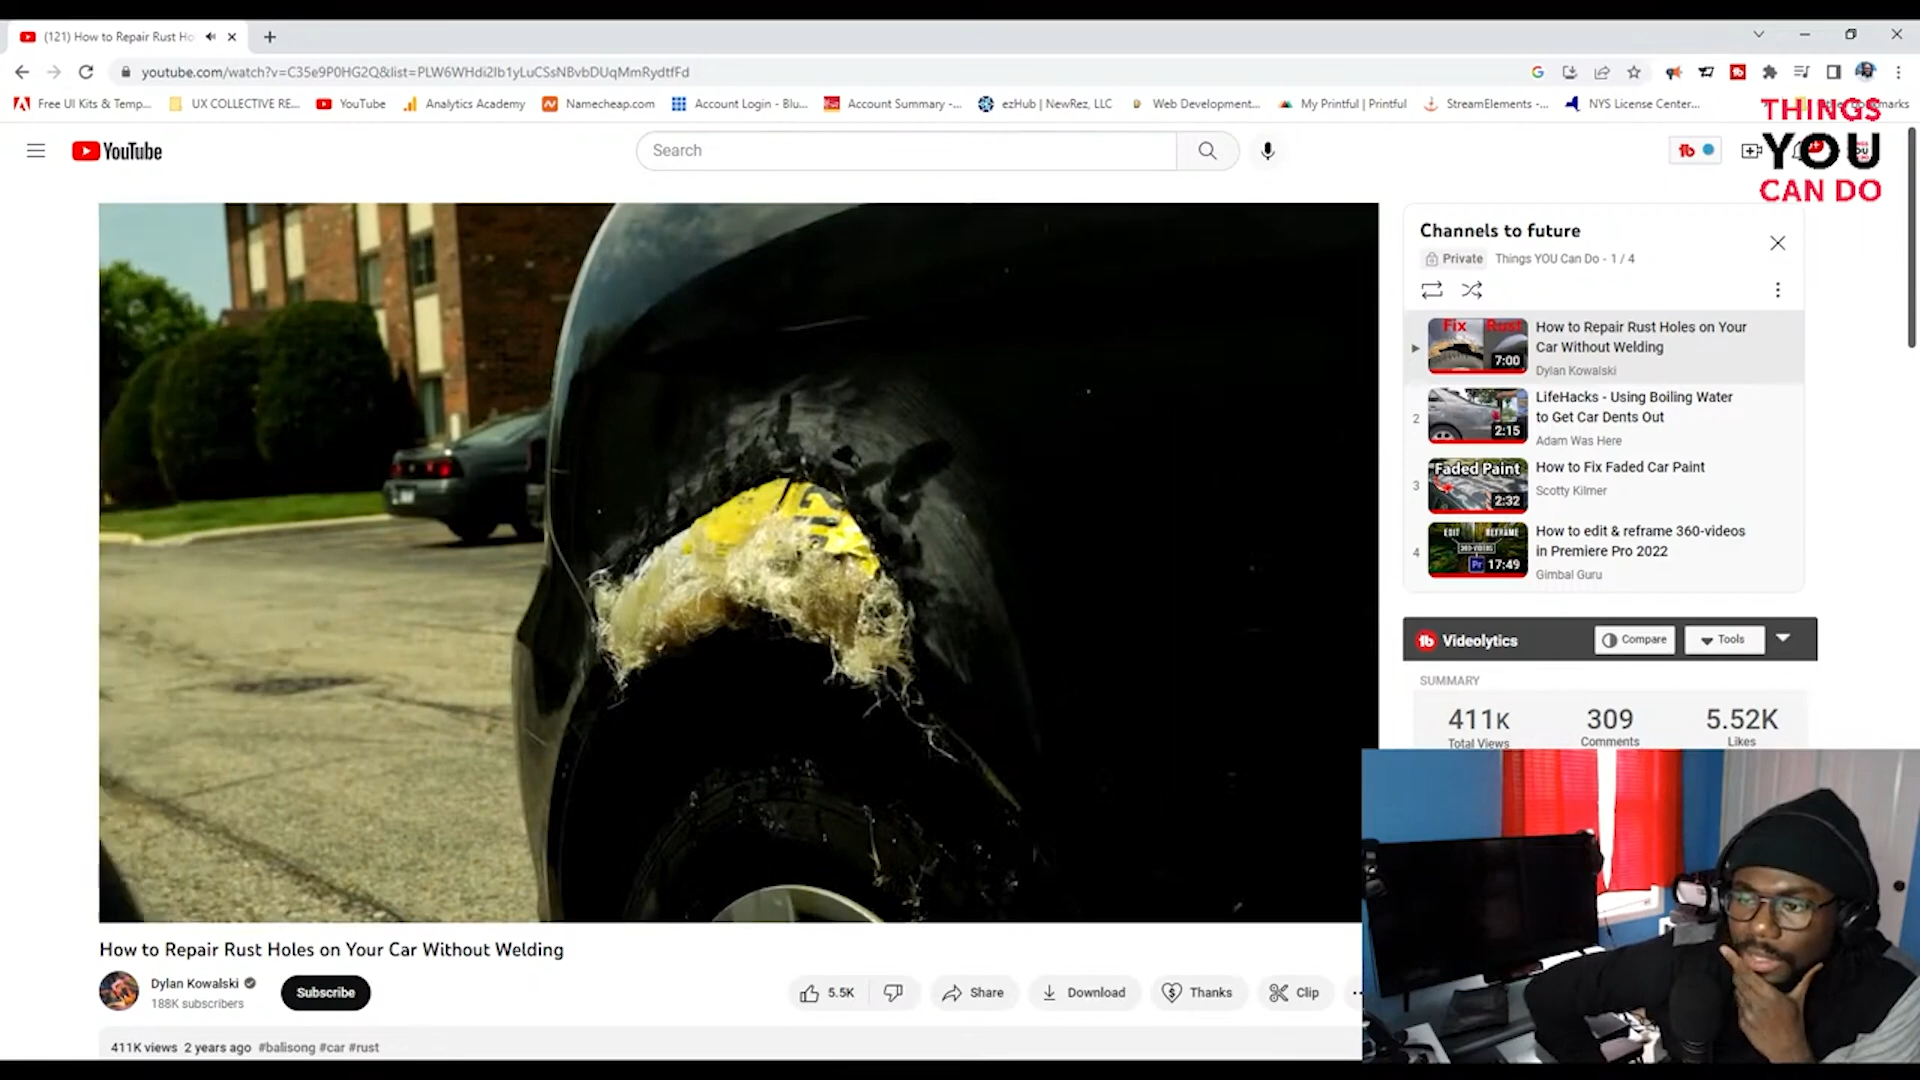 (121) How to Repair Rust Ho
youtube.com/watch?v=C35e9P0HG2Q&list=PLW6WHdi2Ib1yLuCSsNBvbDUqMmRydtfFd
Free UI Kits & Temp...
UX COLLECTIVE RE...
YouTube
Analytics Academy
Namecheap.com
Account Login - Blu...
Account Summary -...
ezHub | NewRez, LLC
Web Development...
My Printful | Printful
StreamElements -...
NYS License Center...
THINGS
YOU
CAN DO
YouTube
Search
Channels to future
Private Things YOU Can Do - 1 / 4
Fix Rust
7:00
How to Repair Rust Holes on Your
Car Without Welding
Dylan Kowalski
2
2:15
LifeHacks - Using Boiling Water
to Get Car Dents Out
Adam Was Here
3
Faded Paint
2:32
How to Fix Faded Car Paint
Scotty Kilmer
4
EDIT REFRAME
360-VIDEOS
Pr 17:49
How to edit & reframe 360-videos
in Premiere Pro 2022
Gimbal Guru
Videolytics
Compare
Tools
SUMMARY
411K 309 5.52K
Total Views Comments Likes
How to Repair Rust Holes on Your Car Without Welding
Dylan Kowalski
188K subscribers
Subscribe
5.5K
Share
Download
Thanks
Clip
411K views 2 years ago #balisong #car #rust